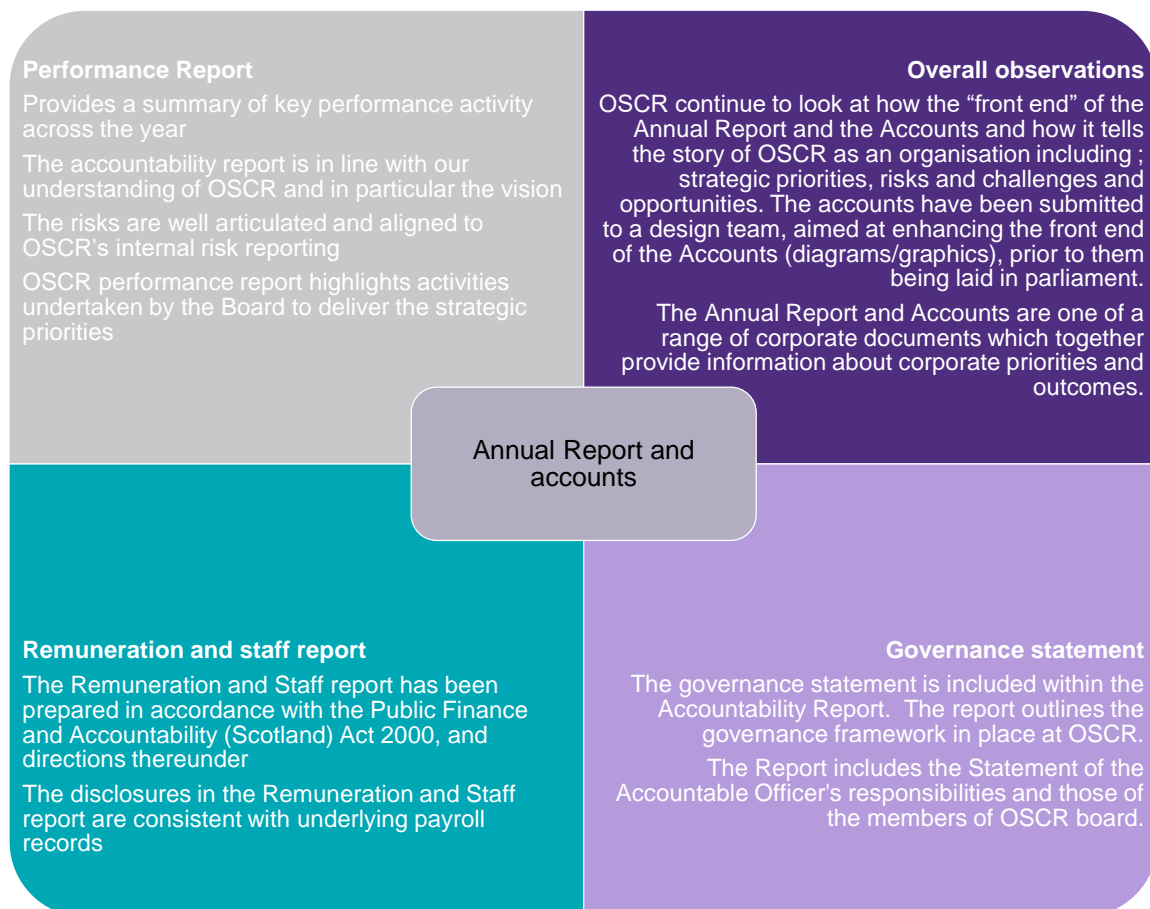 Performance Report
Provides a summary of key performance activity
across the year
The accountability report is in line with our
understanding of OSCR and in particular the vision
The risks are well articulated and aligned to
OSCR's internal risk reporting
OSCR performance report highlights activities
undertaken by the Board to deliver the strategic
priorities
Overall observations
OSCR continue to look at how the “front end” of the
Annual Report and the Accounts and how it tells
the story of OSCR as an organisation including ;
strategic priorities, risks and challenges and
opportunities. The accounts have been submitted
to a design team, aimed at enhancing the front end
of the Accounts (diagrams/graphics), prior to them
being laid in parliament.
The Annual Report and Accounts are one of a
range of corporate documents which together
provide information about corporate priorities and
outcomes.
Annual Report and
accounts
Remuneration and staff report
The Remuneration and Staff report has been
prepared in accordance with the Public Finance
and Accountability (Scotland) Act 2000, and
directions thereunder
The disclosures in the Remuneration and Staff
report are consistent with underlying payroll
records
Governance statement
The governance statement is included within the
Accountability Report.  The report outlines the
governance framework in place at OSCR.
The Report includes the Statement of the
Accountable Officer's responsibilities and those of
the members of OSCR board.